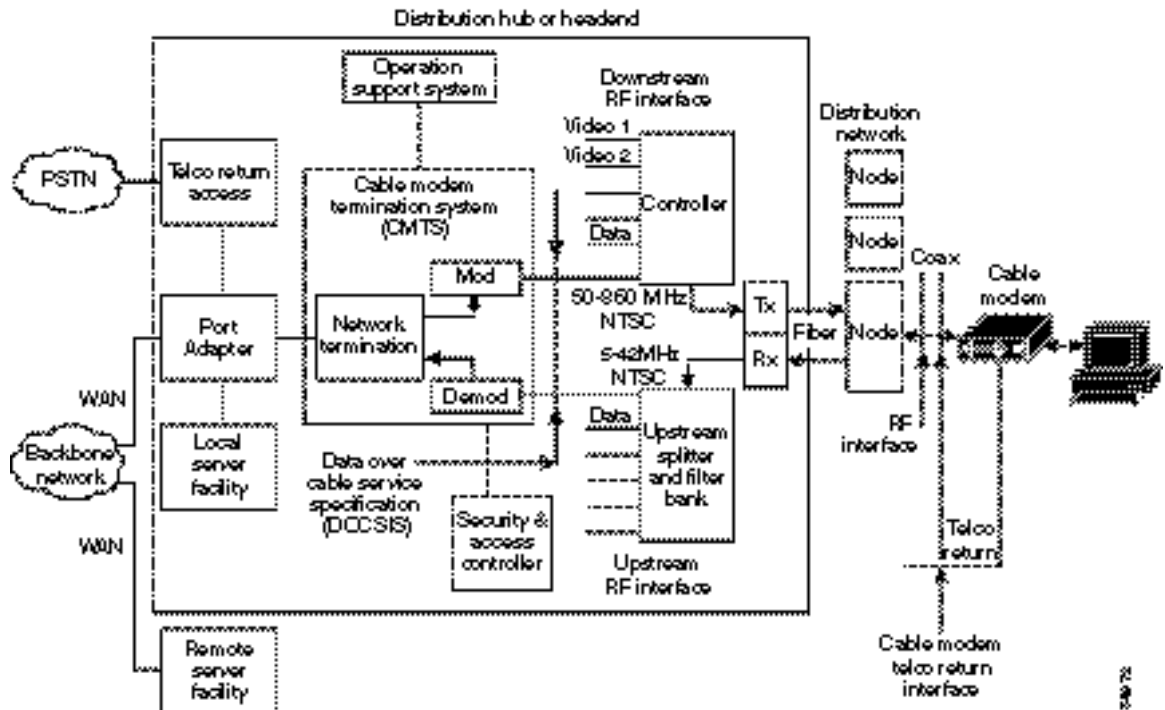 Distribution hub or headend
Operation
support system
Downstream
RF interface
Distribution
network
Video 1
Video 2
Data
Controller
Node
Node
Node
PSTN
Telco return
access
Cable modem
termination system
(CMTS)
Mod
Network
termination
Demod
Port
Adapter
50-860 MHz
NTSC
5-42MHz
NTSC
Tx
Rx
Fiber
Coax
Cable
modem
RF
interface
WAN
Backbone
network
WAN
Local
server
facility
Data over
cable service
specification
(DOCSIS)
Security &
access
controller
Data
Upstream
splitter
and filter
bank
Upstream
RF interface
Telco
return
Remote
server
facility
Cable modem
telco return
interface